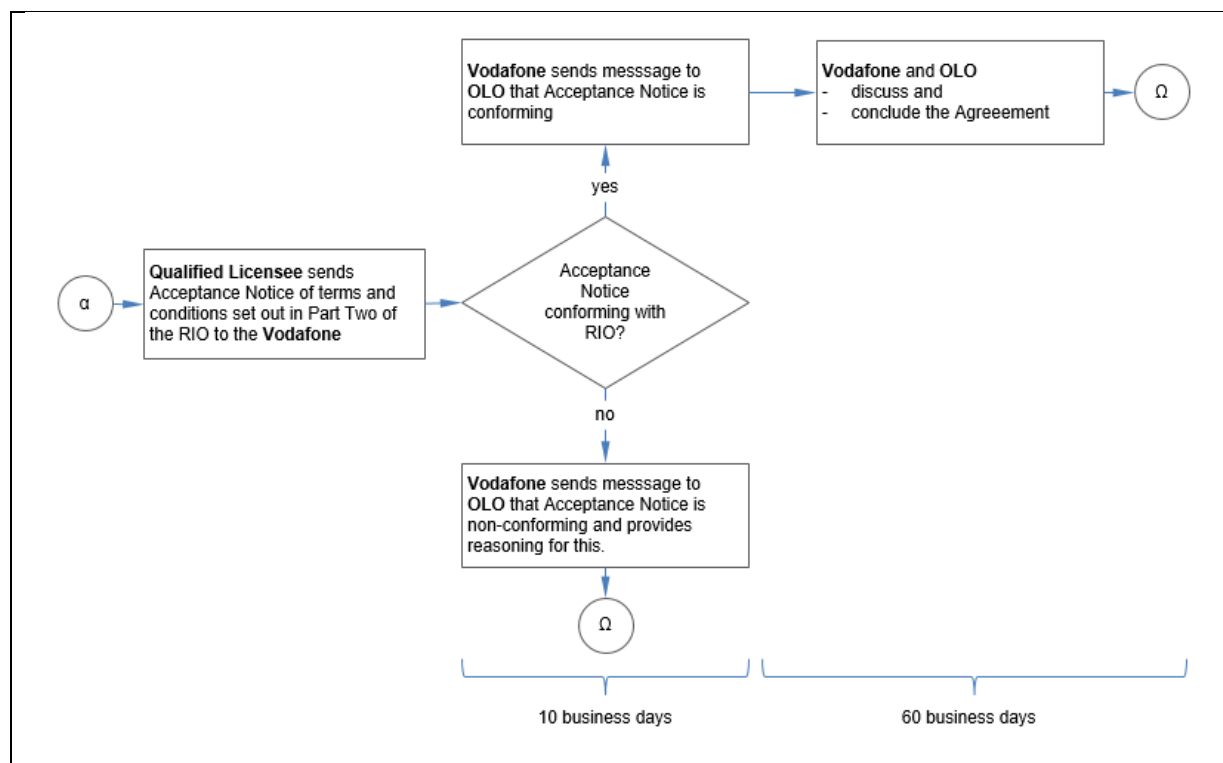 Vodafone sends messsage to
OLO that Acceptance Notice is
conforming
Vodafone and OLO
- discuss and
- conclude the Agreeement
Ω
yes
α
Qualified Licensee sends
Acceptance Notice of terms and
conditions set out in Part Two of
the RIO to the Vodafone
Acceptance
Notice
conforming with
RIO?
no
Vodafone sends messsage to
OLO that Acceptance Notice is
non-conforming and provides
reasoning for this.
Ω
10 business days
60 business days